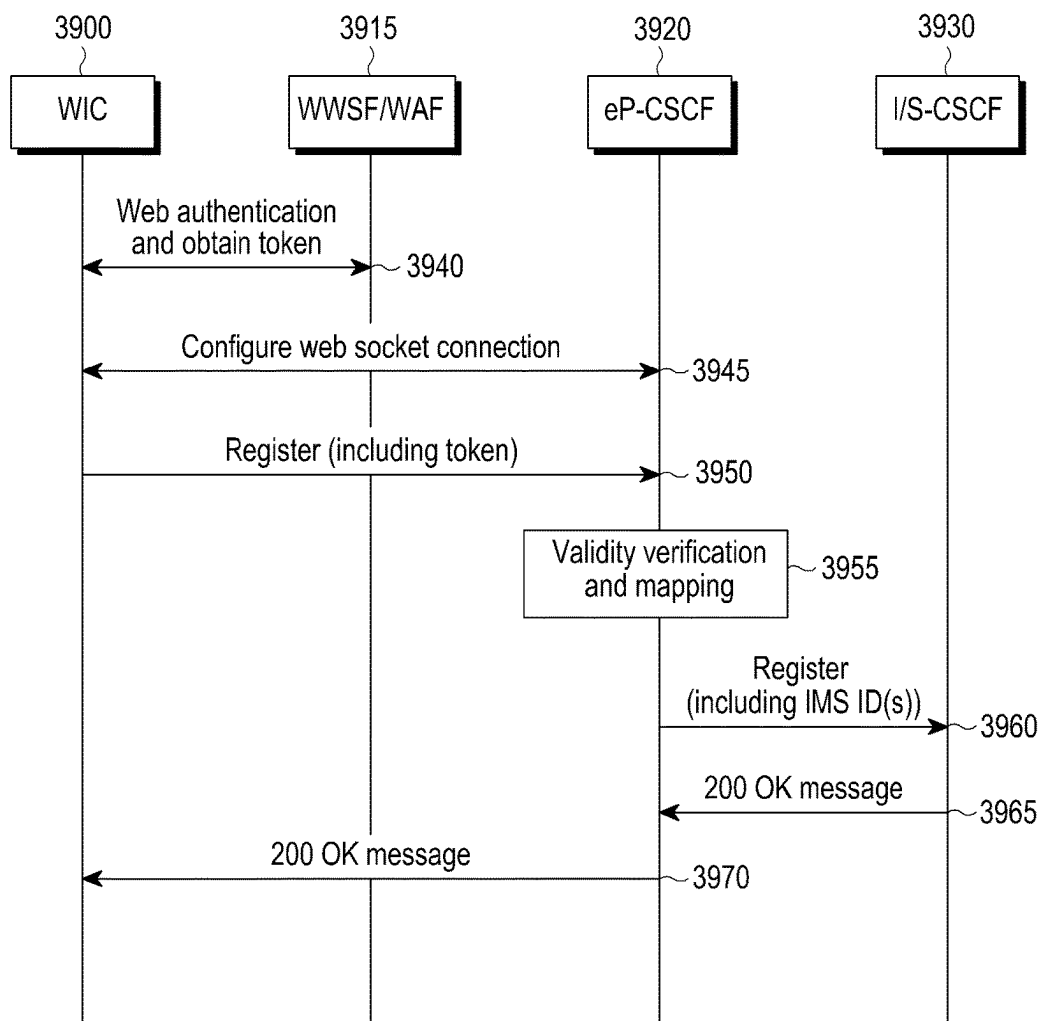 3900
3915
3920
3930
WIC
WWSF/WAF
eP-CSCF
I/S-CSCF
Web authentication
and obtain token
3940
Configure web socket connection
3945
Register (including token)
3950
Validity verification
and mapping
3955
Register
(including IMS ID(s))
3960
200 OK message
3965
200 OK message
3970